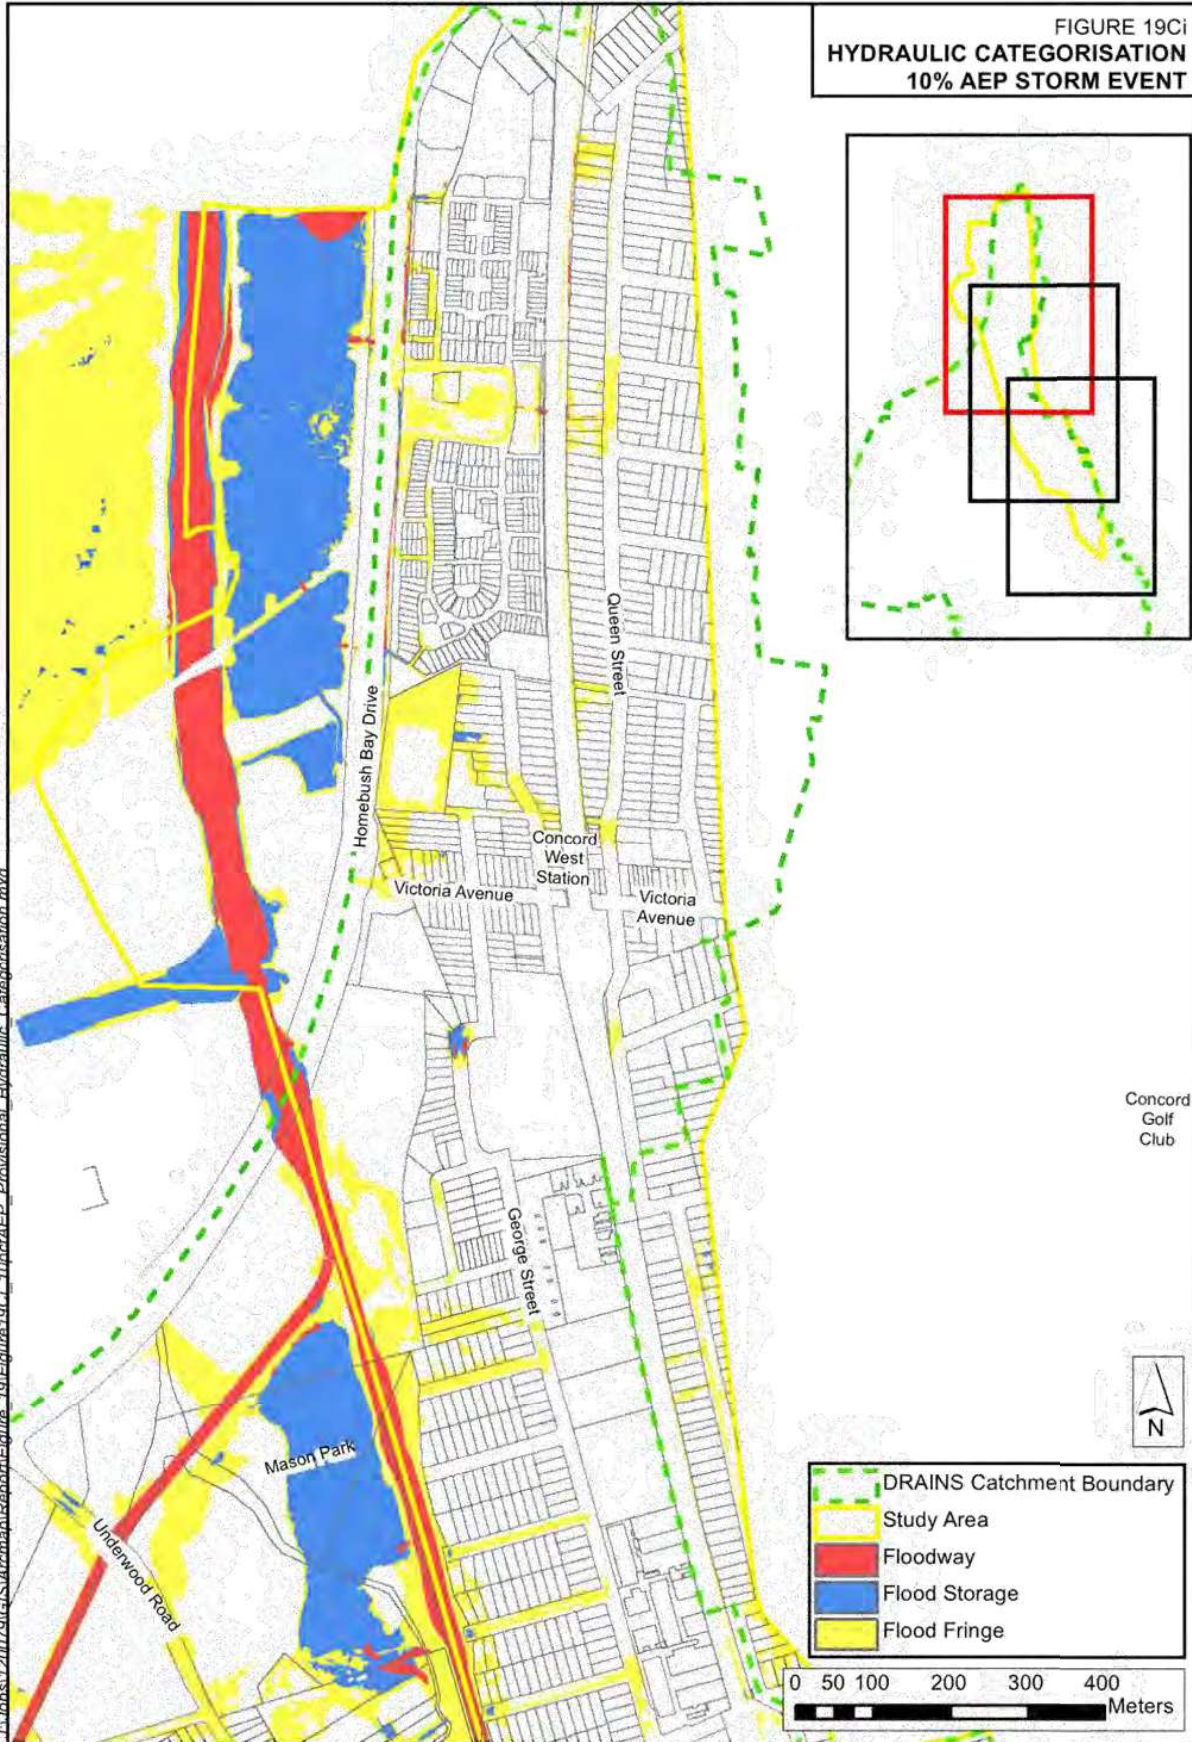 FIGURE 19Ci
HYDRAULIC CATEGORISATION
10% AEP STORM EVENT
Queen Street
Homebush Bay Drive
Concord
West
Station
Victoria Avenue
Victoria
Avenue
Concord
Golf
Club
George Street
Mason Park
Underwood Road
N
DRAINS Catchment Boundary
Study Area
Floodway
Flood Storage
Flood Fringe
0 50 100 200 300 400
Meters